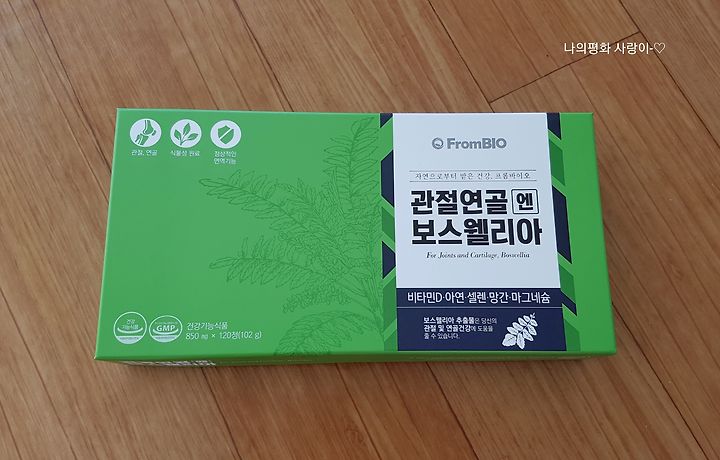 나의평화 사랑이-♡
관절, 연골
식물성 원료
정상적인
면역기능
FromBIO
자연으로부터 받은 건강, 프롬바이오
관절연골엔
보스웰리아
For Joints and Cartilage, Boswellia
비타민D·아연·셀렌·망간·마그네슘
보스웰리아 추출물은 당신의
관절 및 연골건강에 도움을
줄 수 있습니다.
건강
기능식품
GMP
건강기능식품
850 mg × 120정(102 g)